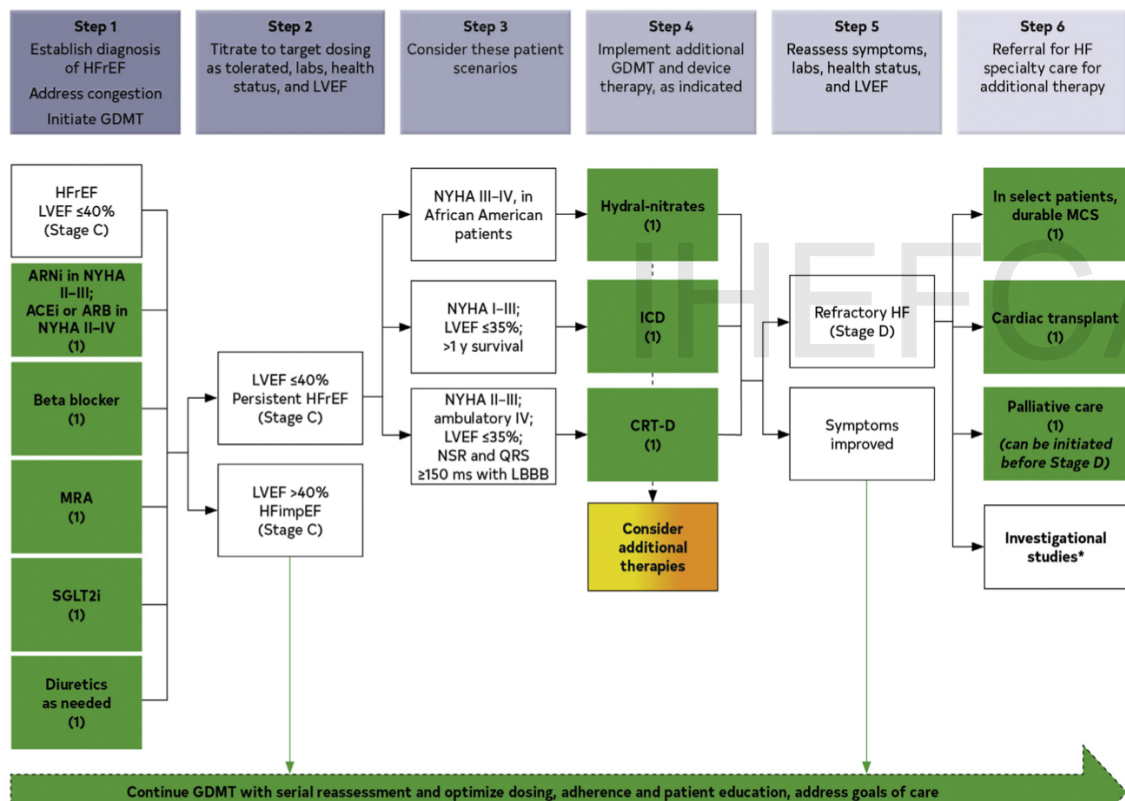 Step 1
Establish diagnosis
of HFrEF
Address congestion
Initiate GDMT
Step 2
Titrate to target dosing
as tolerated, labs, health
status, and LVEF
Step 3
Consider these patient
scenarios
Step 4
Implement additional
GDMT and device
therapy, as indicated
Step 5
Reassess symptoms,
labs, health status,
and LVEF
Step 6
Referral for HF
specialty care for
additional therapy
HFrEF
LVEF ≤40%
(Stage C)
ARNi in NYHA
II–III;
ACEi or ARB in
NYHA II–IV
(1)
Beta blocker
(1)
MRA
(1)
SGLT2i
(1)
Diuretics
as needed
(1)
LVEF ≤40%
Persistent HFrEF
(Stage C)
LVEF >40%
HFimpEF
(Stage C)
NYHA III–IV, in
African American
patients
NYHA I–III;
LVEF ≤35%;
>1 y survival
NYHA II–III;
ambulatory IV;
LVEF ≤35%;
NSR and QRS
≥150 ms with LBBB
Hydral-nitrates
(1)
ICD
(1)
CRT-D
(1)
Consider
additional
therapies
Refractory HF
(Stage D)
Symptoms
improved
In select patients,
durable MCS
(1)
Cardiac transplant
(1)
Palliative care
(1)
(can be initiated
before Stage D)
Investigational
studies*
IHEFCA
Continue GDMT with serial reassessment and optimize dosing, adherence and patient education, address goals of care